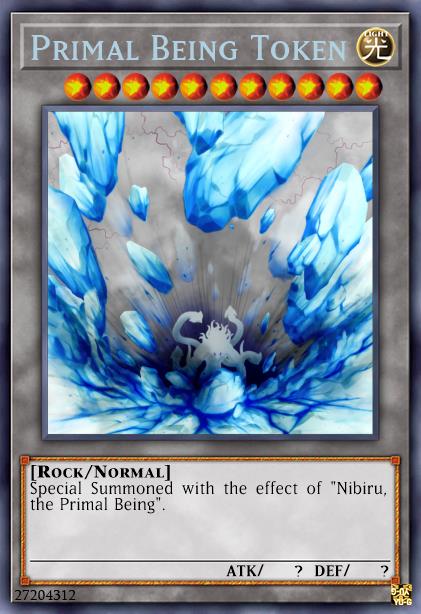 PRIMAL BEING TOKEN
LIGHT
光
[ROCK/NORMAL]
Special Summoned with the effect of "Nibiru,
the Primal Being".
ATK/ ? DEF/ ?
27204312